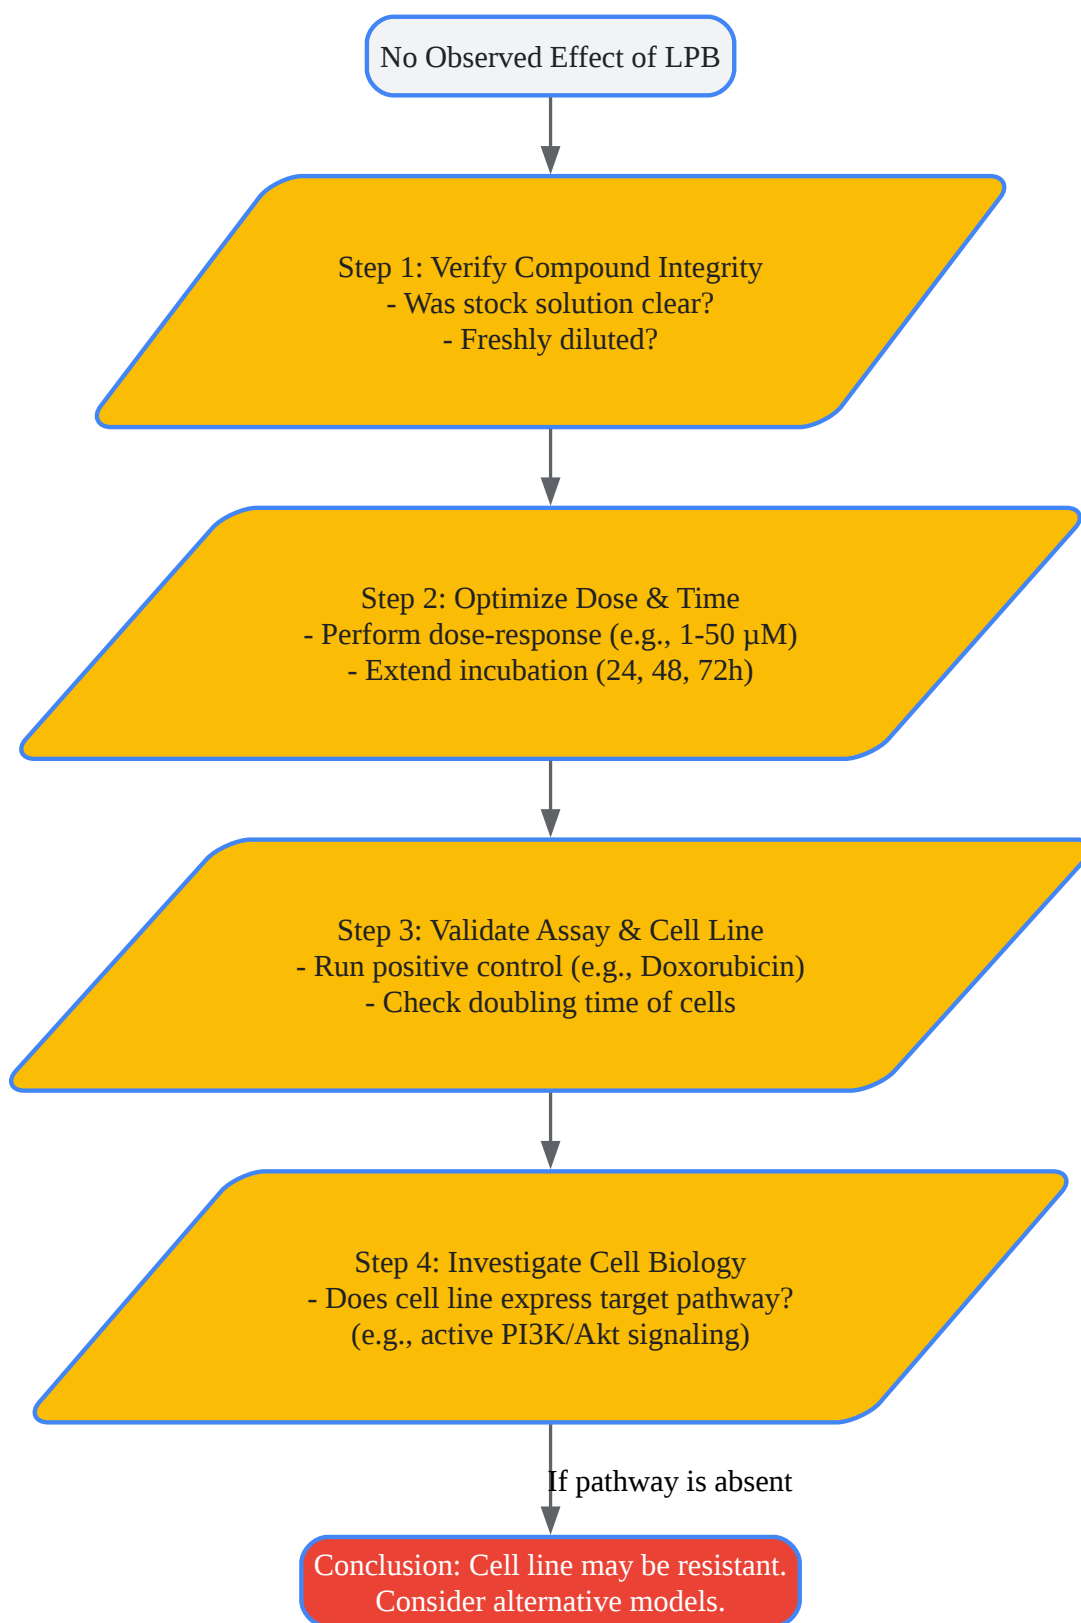 No Observed Effect of LPB
Step 1: Verify Compound Integrity
- Was stock solution clear?
- Freshly diluted?
Step 2: Optimize Dose & Time
- Perform dose-response (e.g., 1-50 µM)
- Extend incubation (24, 48, 72h)
Step 3: Validate Assay & Cell Line
- Run positive control (e.g., Doxorubicin)
- Check doubling time of cells
Step 4: Investigate Cell Biology
- Does cell line express target pathway?
(e.g., active PI3K/Akt signaling)
If pathway is absent
Conclusion: Cell line may be resistant.
Consider alternative models.